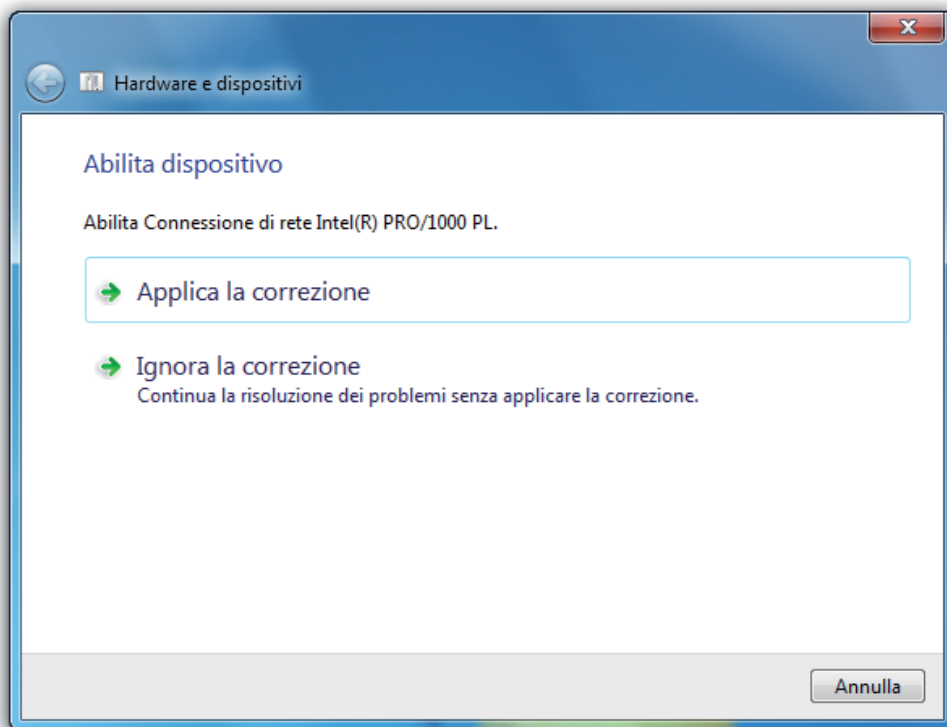 Hardware e dispositivi
Abilita dispositivo
Abilita Connessione di rete Intel(R) PRO/1000 PL.
Applica la correzione
Ignora la correzione
Continua la risoluzione dei problemi senza applicare la correzione.
Annulla